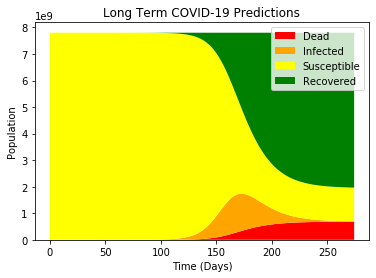 Long Term COVID-19 Predictions
1e9
8
7
6
5
4
3
2
1
0
Population
Dead
Infected
Susceptible
Recovered
0 50 100 150 200 250
Time (Days)